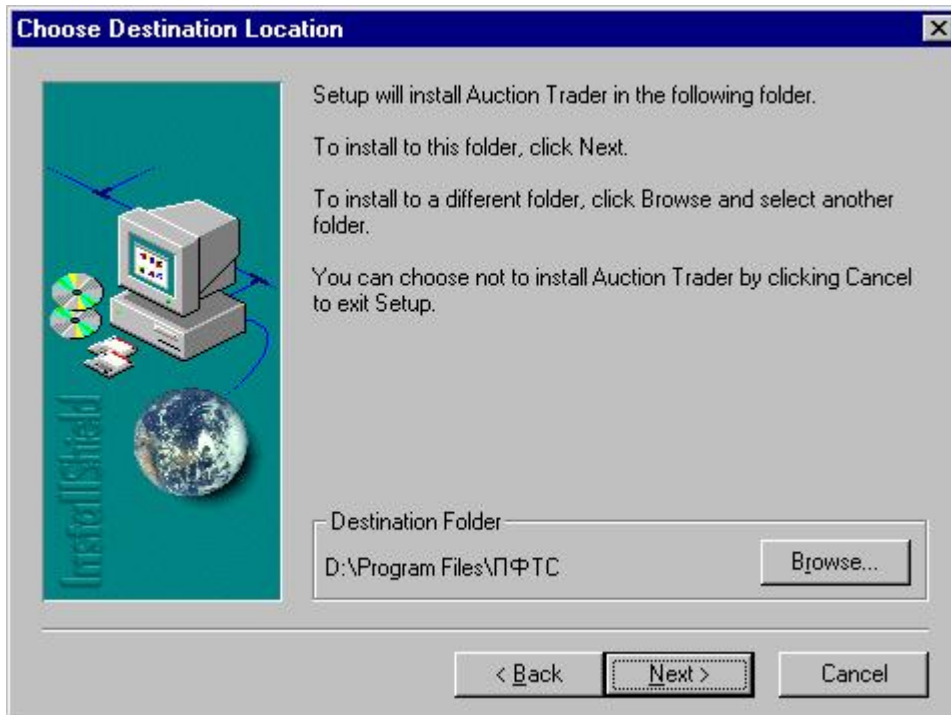 Choose Destination Location
Setup will install Auction Trader in the following folder.
To install to this folder, click Next.
To install to a different folder, click Browse and select another
folder.
You can choose not to install Auction Trader by clicking Cancel
to exit Setup.
InstallShield
Destination Folder
D:\Program Files\ПФТС
Browse...
< Back
Next >
Cancel